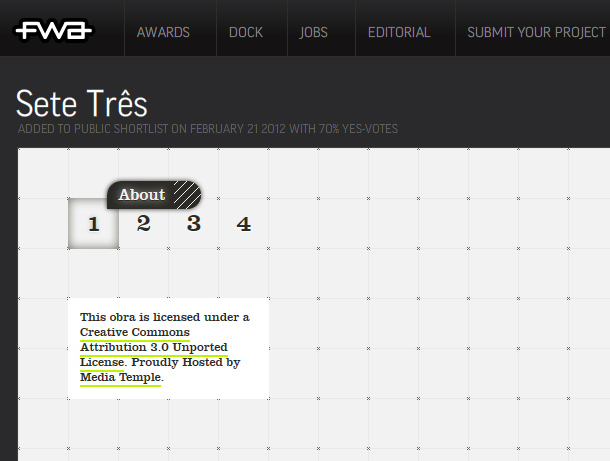 FWA AWARDS DOCK JOBS EDITORIAL SUBMIT YOUR PROJECT
Sete Três
ADDED TO PUBLIC SHORTLIST ON FEBRUARY 21 2012 WITH 70% YES-VOTES
About
1 2 3 4
This obra is licensed under a
Creative Commons
Attribution 3.0 Unported
License. Proudly Hosted by
Media Temple.